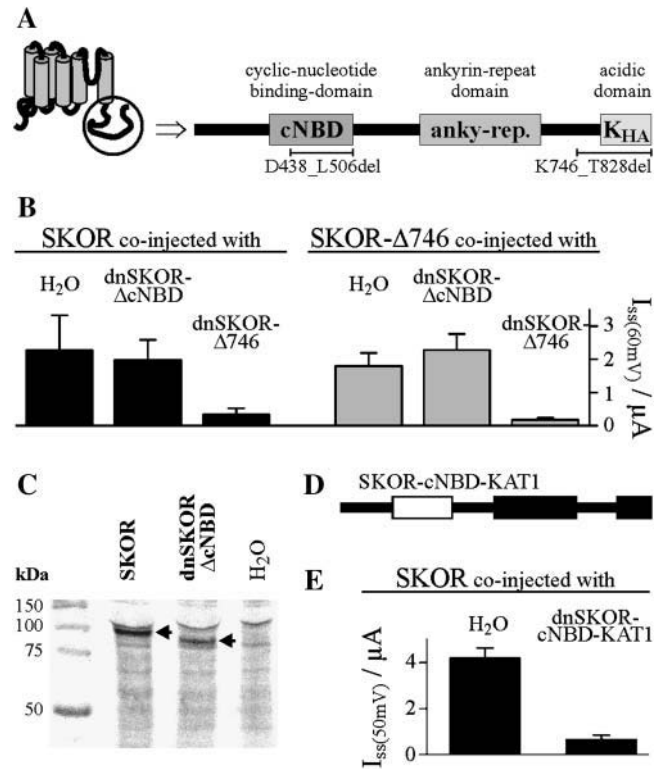 A
cyclic-nucleotide
binding-domain
ankyrin-repeat
domain
acidic
domain
cNBD
anky-rep.
KHA
D438_L506del
K746_T828del
B
SKOR co-injected with
SKOR-Δ746 co-injected with
H2O
dnSKOR-
ΔcNBD
dnSKOR-
Δ746
H2O
dnSKOR-
ΔcNBD
dnSKOR-
Δ746
3
2
1
0
Iss(60mV) / μA
C
SKOR
dnSKOR
ΔcNBD
H2O
kDa
150
100
75
50
D
SKOR-cNBD-KAT1
E
SKOR co-injected with
H2O
dnSKOR-
cNBD-KAT1
4
2
0
Iss(50mV) / μA